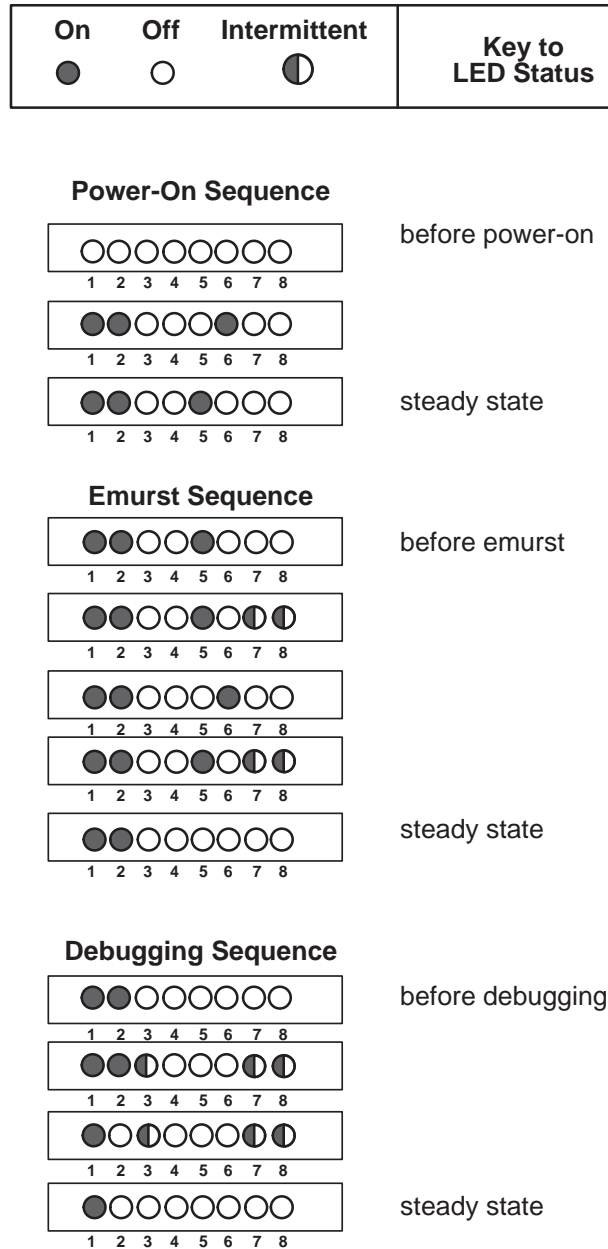 On Off Intermittent
Key to
LED Status
Power-On Sequence
before power-on
1 2 3 4 5 6 7 8
1 2 3 4 5 6 7 8
steady state
1 2 3 4 5 6 7 8
Emurst Sequence
before emurst
1 2 3 4 5 6 7 8
1 2 3 4 5 6 7 8
1 2 3 4 5 6 7 8
1 2 3 4 5 6 7 8
steady state
1 2 3 4 5 6 7 8
Debugging Sequence
before debugging
1 2 3 4 5 6 7 8
1 2 3 4 5 6 7 8
1 2 3 4 5 6 7 8
steady state
1 2 3 4 5 6 7 8